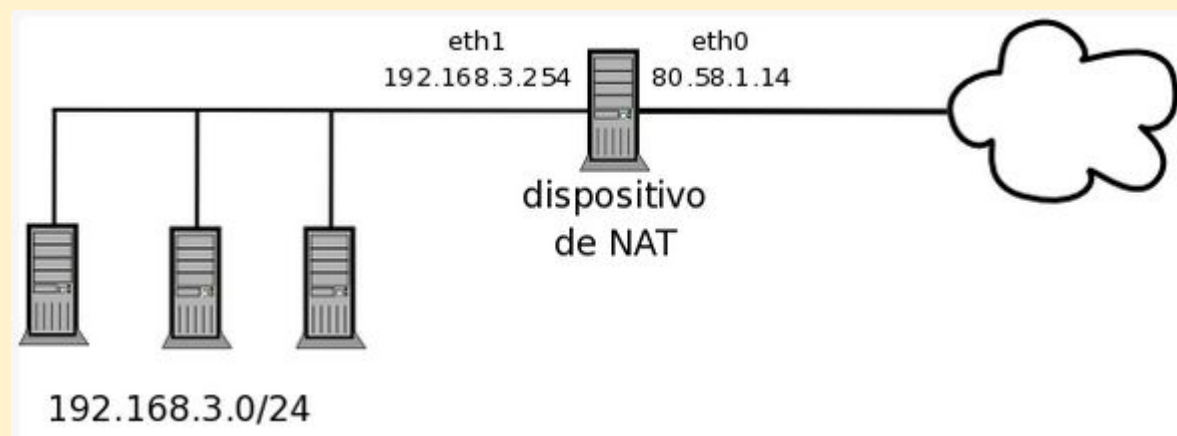 eth1
192.168.3.254
eth0
80.58.1.14
dispositivo
de NAT
192.168.3.0/24